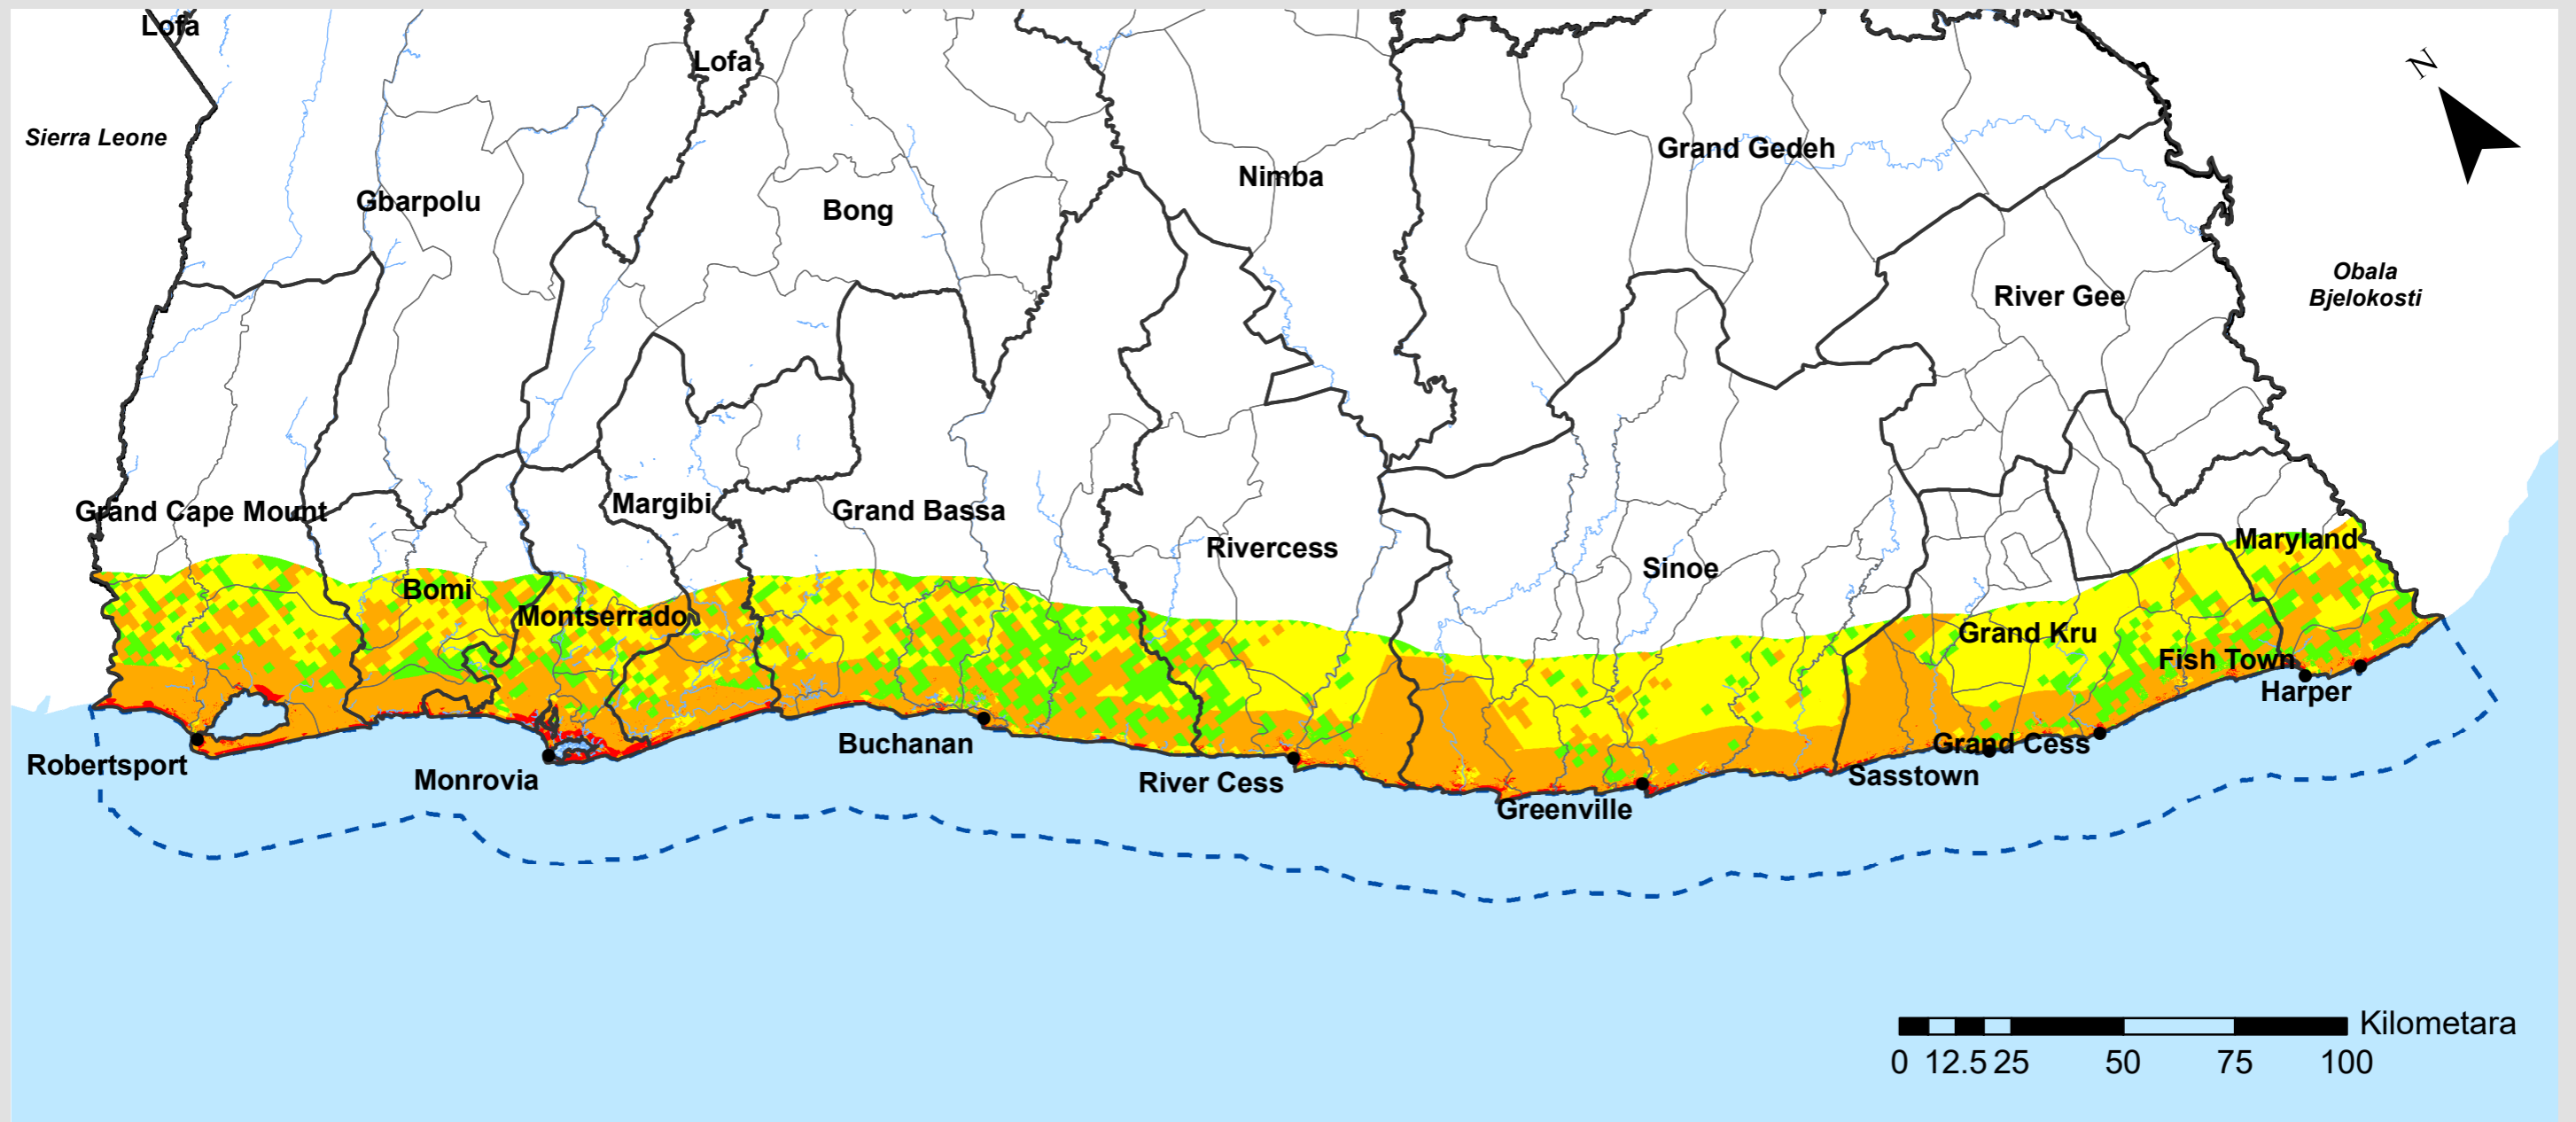 Lofa
Lofa
N
Sierra Leone
Grand Gedeh
Nimba
Gbarpolu
Bong
Obala
Bjelokosti
River Gee
Grand Cape Mount
Margibi
Grand Bassa
Rivercess
Sinoe
Maryland
Bomi
Montserrado
Grand Kru
Fish Town
Harper
Robertsport
Monrovia
Buchanan
River Cess
Greenville
Grand Cess
Sasstown
Kilometara
0 12.5 25 50 75 100